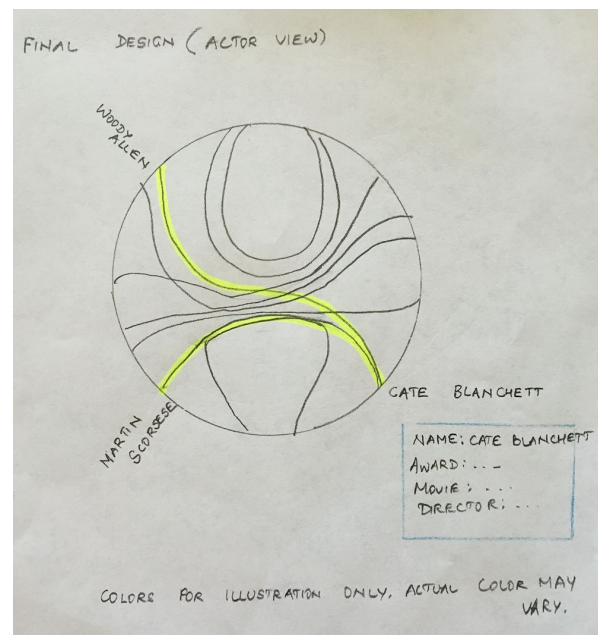 FINAL DESIGN (ACTOR VIEW)
WOODY
ALLEN
CATE BLANCHETT
MARTIN
SCORSESE
NAME: CATE BLANCHETT
AWARD: ...
MOVIE: ...
DIRECTOR: ...
COLORS FOR ILLUSTRATION ONLY. ACTUAL COLOR MAY
VARY.